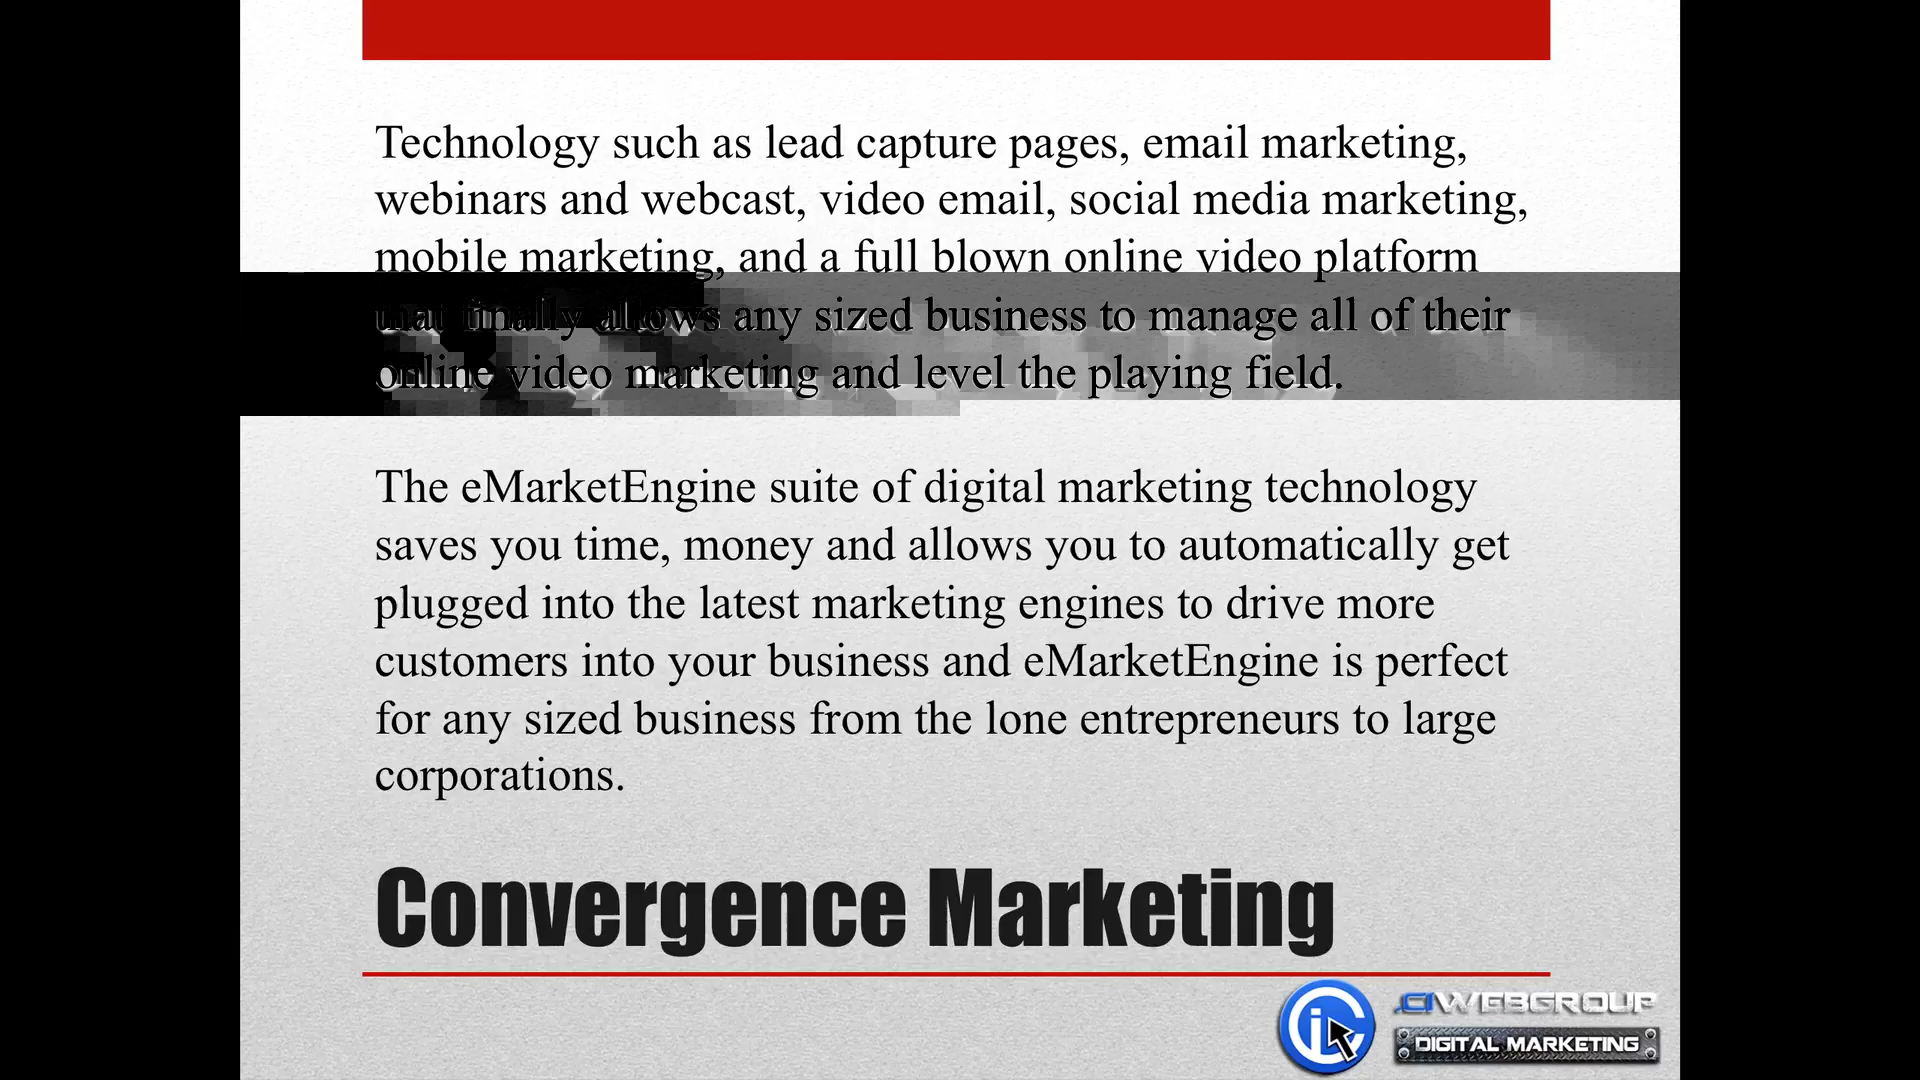 Technology such as lead capture pages, email marketing,
webinars and webcast, video email, social media marketing,
mobile marketing, and a full blown online video platform
that finally allows any sized business to manage all of their
online video marketing and level the playing field.
The eMarketEngine suite of digital marketing technology
saves you time, money and allows you to automatically get
plugged into the latest marketing engines to drive more
customers into your business and eMarketEngine is perfect
for any sized business from the lone entrepreneurs to large
corporations.
Convergence Marketing
CIWEBGROUP
DIGITAL MARKETING